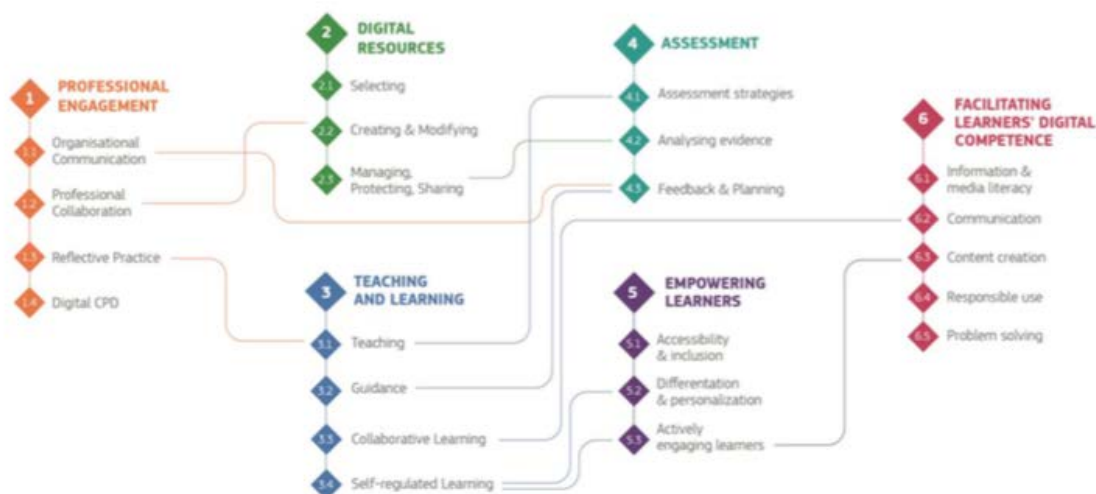 1
PROFESSIONAL
ENGAGEMENT
1.1
Organisational
Communication
1.2
Professional
Collaboration
1.3
Reflective Practice
1.4
Digital CPD
2
DIGITAL
RESOURCES
2.1
Selecting
2.2
Creating & Modifying
2.3
Managing,
Protecting, Sharing
3
TEACHING
AND LEARNING
3.1
Teaching
3.2
Guidance
3.3
Collaborative Learning
3.4
Self-regulated Learning
4
ASSESSMENT
4.1
Assessment strategies
4.2
Analysing evidence
4.3
Feedback & Planning
5
EMPOWERING
LEARNERS
5.1
Accessibility
& inclusion
5.2
Differentation
& personalization
5.3
Actively
engaging learners
6
FACILITATING
LEARNERS' DIGITAL
COMPETENCE
6.1
Information &
media literacy
6.2
Communication
6.3
Content creation
6.4
Responsible use
6.5
Problem solving